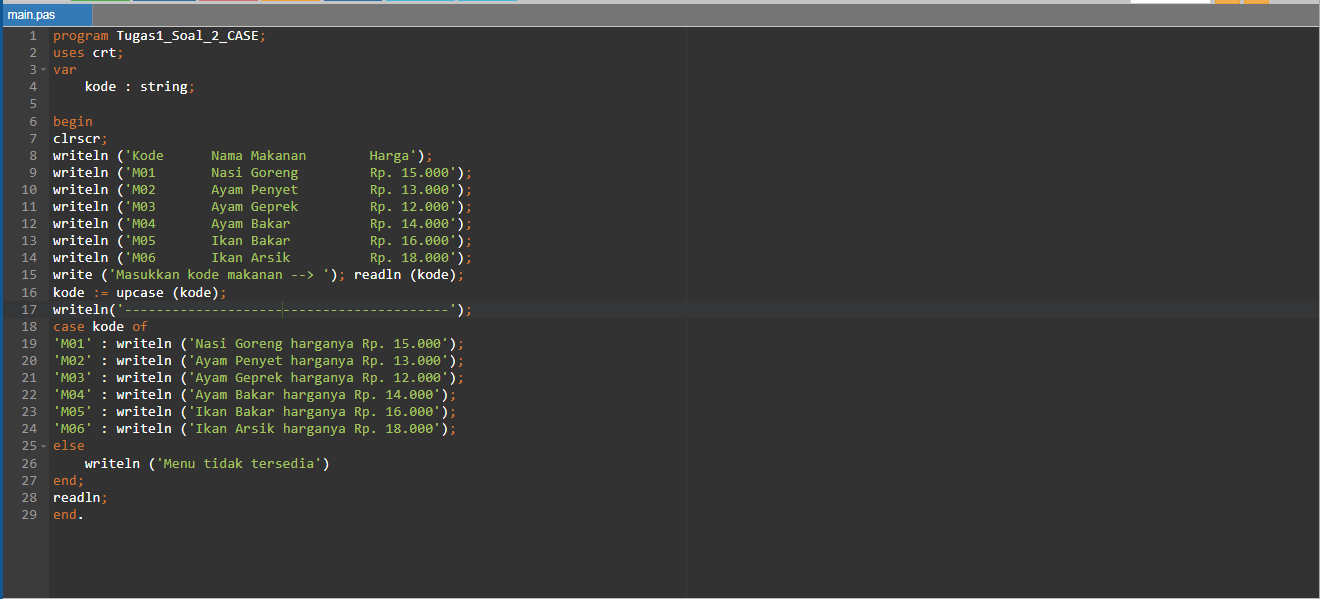 main.pas
1 program Tugas1_Soal_2_CASE;
2 uses crt;
3 var
4     kode : string;
5
6 begin
7 clrscr;
8 writeln ('Kode      Nama Makanan        Harga');
9 writeln ('M01       Nasi Goreng         Rp. 15.000');
10 writeln ('M02       Ayam Penyet         Rp. 13.000');
11 writeln ('M03       Ayam Geprek         Rp. 12.000');
12 writeln ('M04       Ayam Bakar          Rp. 14.000');
13 writeln ('M05       Ikan Bakar          Rp. 16.000');
14 writeln ('M06       Ikan Arsik          Rp. 18.000');
15 write ('Masukkan kode makanan --> '); readln (kode);
16 kode := upcase (kode);
17 writeln('-----------------------------------------');
18 case kode of
19 'M01' : writeln ('Nasi Goreng harganya Rp. 15.000');
20 'M02' : writeln ('Ayam Penyet harganya Rp. 13.000');
21 'M03' : writeln ('Ayam Geprek harganya Rp. 12.000');
22 'M04' : writeln ('Ayam Bakar harganya Rp. 14.000');
23 'M05' : writeln ('Ikan Bakar harganya Rp. 16.000');
24 'M06' : writeln ('Ikan Arsik harganya Rp. 18.000');
25 else
26     writeln ('Menu tidak tersedia')
27 end;
28 readln;
29 end.